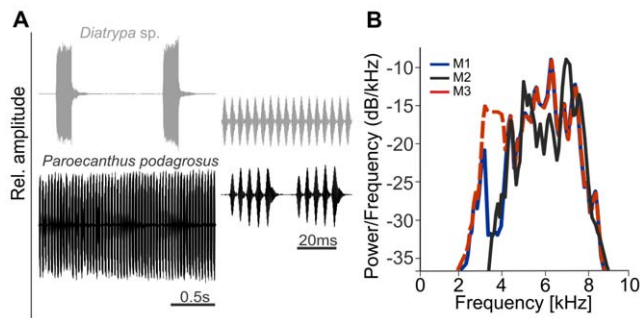 A
Diatrypa sp.
Rel. amplitude
Paroecanthus podagrosus
20ms
0.5s
B
M1
M2
M3
Power/Frequency (dB/kHz)
-10
-15
-20
-25
-30
-35
0 2 4 6 8 10
Frequency [kHz]